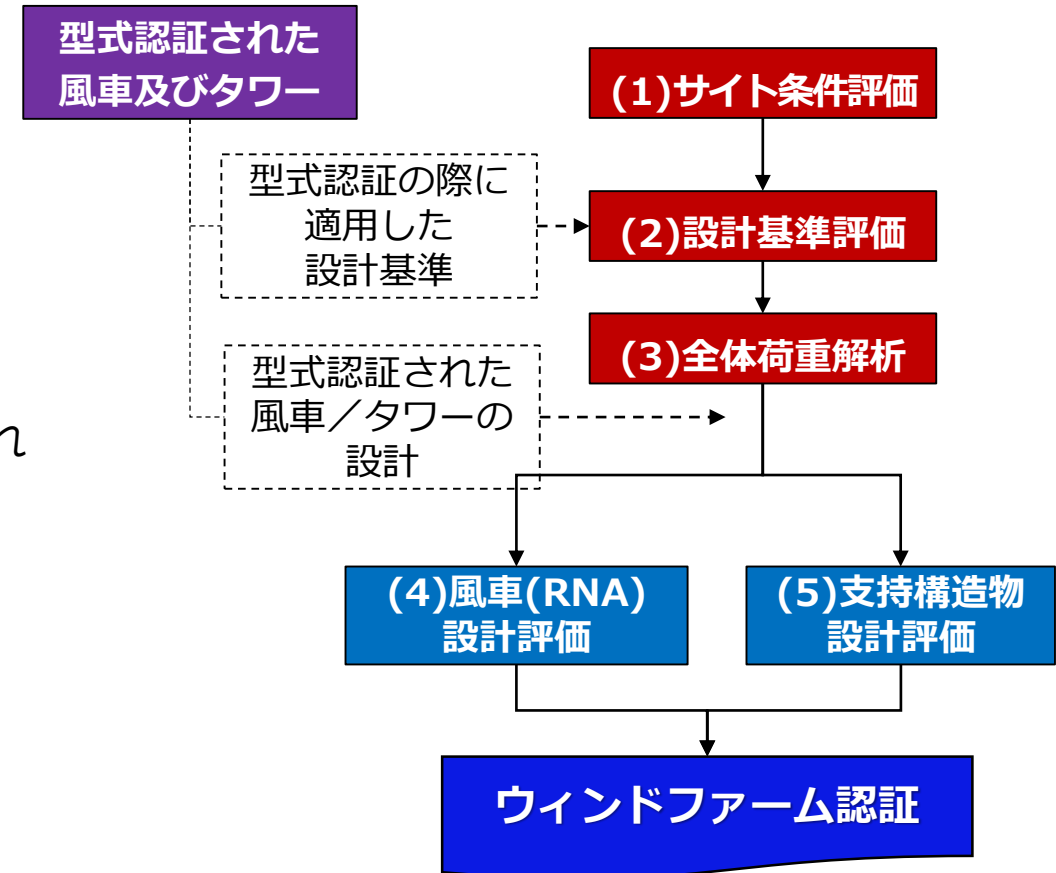 型式認証された
風車及びタワー
(1)サイト条件評価
型式認証の際に
適用した
設計基準
(2)設計基準評価
(3)全体荷重解析
型式認証された
風車／タワーの
設計
れ
(4)風車(RNA)
設計評価
(5)支持構造物
設計評価
ウィンドファーム認証